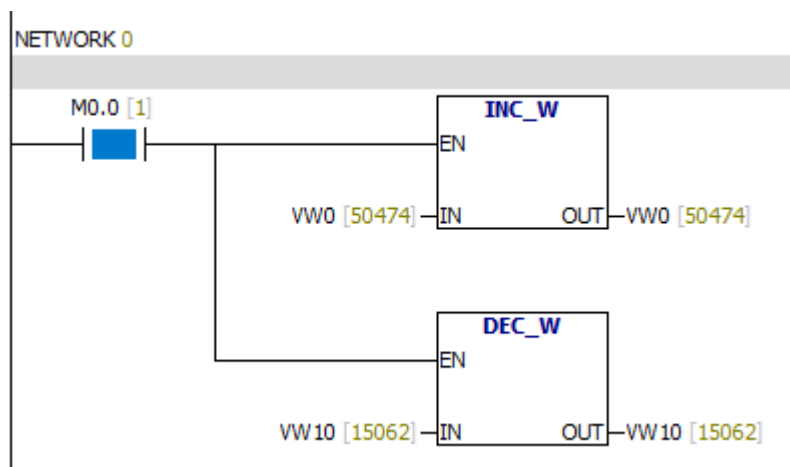 NETWORK 0
M0.0 [1]
INC_W
EN
VW0 [50474] IN OUT VW0 [50474]
DEC_W
EN
VW10 [15062] IN OUT VW10 [15062]